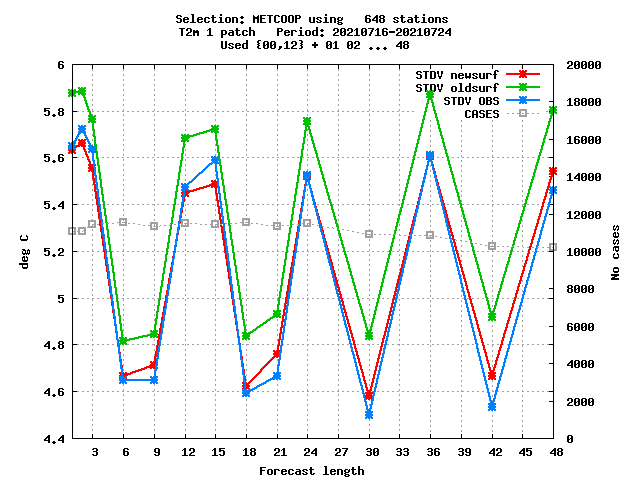 Selection: METCOOP using   648 stations
T2m 1 patch   Period: 20210716-20210724
Used {00,12} + 01 02 ... 48
STDV newsurf
STDV oldsurf
STDV OBS
CASES
6
5.8
5.6
5.4
5.2
5
4.8
4.6
4.4
deg C
20000
18000
16000
14000
12000
10000
8000
6000
4000
2000
0
No cases
3 6 9 12 15 18 21 24 27 30 33 36 39 42 45 48
Forecast length